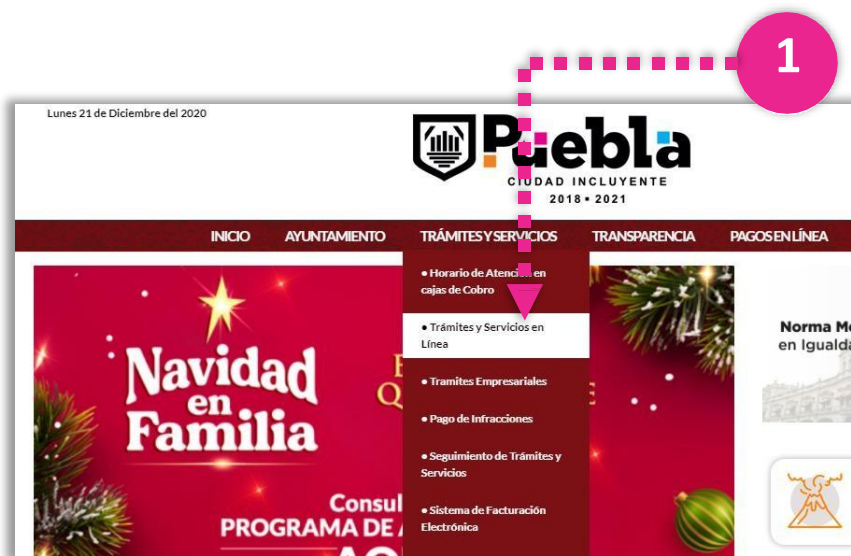 1
Lunes 21 de Diciembre del 2020
Puebla
CIUDAD INCLUYENTE
2018 • 2021
INICIO AYUNTAMIENTO TRÁMITES Y SERVICIOS TRANSPARENCIA PAGOS EN LÍNEA
• Horario de Atención en
cajas de Cobro
• Trámites y Servicios en
Línea
• Tramites Empresariales
• Pago de Infracciones
• Seguimiento de Trámites y
Servicios
• Sistema de Facturación
Electrónica
Navidad
en
Familia
Consul
PROGRAMA DE
Norma M
en Igualda